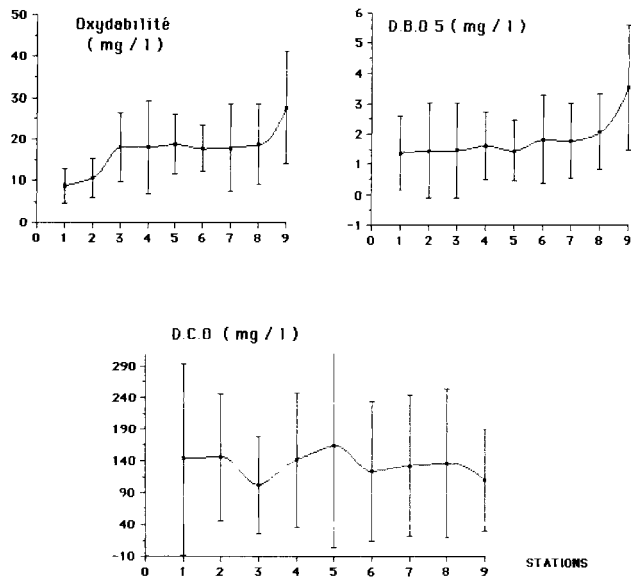 Oxydabilité
( mg / l )
50
40
30
20
10
0
0 1 2 3 4 5 6 7 8 9
D.B.O 5 ( mg / l )
6
5
4
3
2
1
0
-1
0 1 2 3 4 5 6 7 8 9
D.C.O ( mg / l )
290
240
190
140
90
40
-10
0 1 2 3 4 5 6 7 8 9
STATIONS